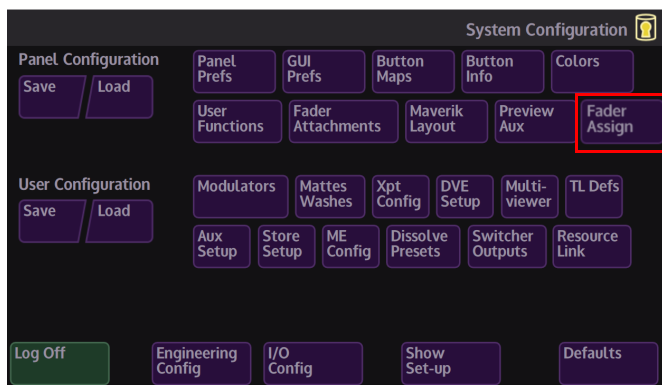 System Configuration
Panel Configuration
Save Load
Panel Prefs
GUI Prefs
Button Maps
Button Info
Colors
User Functions
Fader Attachments
Maverik Layout
Preview Aux
Fader Assign
User Configuration
Save Load
Modulators
Mattes Washes
Xpt Config
DVE Setup
Multi-viewer
TL Defs
Aux Setup
Store Setup
ME Config
Dissolve Presets
Switcher Outputs
Resource Link
Log Off
Engineering Config
I/O Config
Show Set-up
Defaults